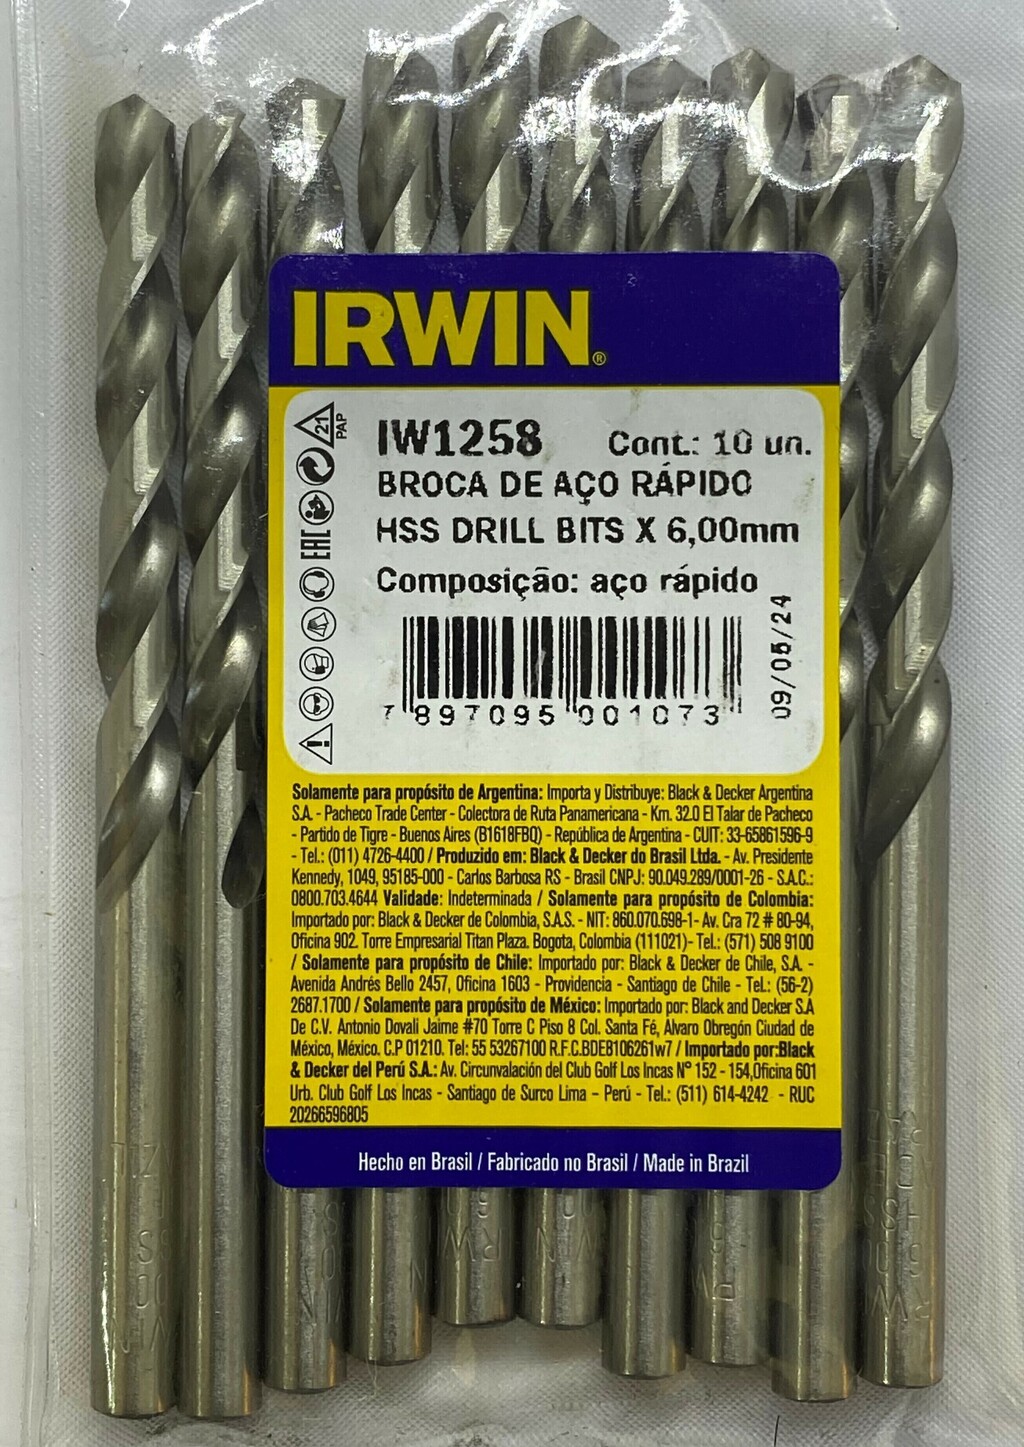 IRWIN®
21
PAP
EAC
IW1258 Cont.: 10 un.
BROCA DE AÇO RÁPIDO
HSS DRILL BITS X 6,00mm
Composição: aço rápido
09/05/24
7 897095 001073
Solamente para propósito de Argentina: Importa y Distribuye: Black & Decker Argentina
S.A. - Pacheco Trade Center - Colectora de Ruta Panamericana - Km. 32.0 El Talar de Pacheco
- Partido de Tigre - Buenos Aires (B1618FBQ) - República de Argentina - CUIT: 33-65861596-9
- Tel.: (011) 4726-4400 / Produzido em: Black & Decker do Brasil Ltda. - Av. Presidente
Kennedy, 1049, 95185-000 - Carlos Barbosa RS - Brasil CNPJ: 90.049.289/0001-26 - S.A.C.:
0800.703.4644 Validade: Indeterminada / Solamente para propósito de Colombia:
Importado por: Black & Decker de Colombia, S.A.S. - NIT: 860.070.698-1- Av. Cra 72 # 80-94,
Oficina 902. Torre Empresarial Titan Plaza. Bogota, Colombia (111021)- Tel.: (571) 508 9100
/ Solamente para propósito de Chile: Importado por: Black & Decker de Chile, S.A. -
Avenida Andrés Bello 2457, Oficina 1603 - Providencia - Santiago de Chile - Tel.: (56-2)
2687.1700 / Solamente para propósito de México: Importado por: Black and Decker S.A
De C.V. Antonio Dovali Jaime #70 Torre C Piso 8 Col. Santa Fé, Alvaro Obregón Ciudad de
México, México. C.P 01210. Tel: 55 53267100 R.F.C.BDE8106261w7 / Importado por:Black
& Decker del Perú S.A.: Av. Circunvalación del Club Golf Los Incas N° 152 - 154,Oficina 601
Urb. Club Golf Los Incas - Santiago de Surco Lima - Perú - Tel.: (511) 614-4242 - RUC
20266596805
Hecho en Brasil / Fabricado no Brasil / Made in Brazil